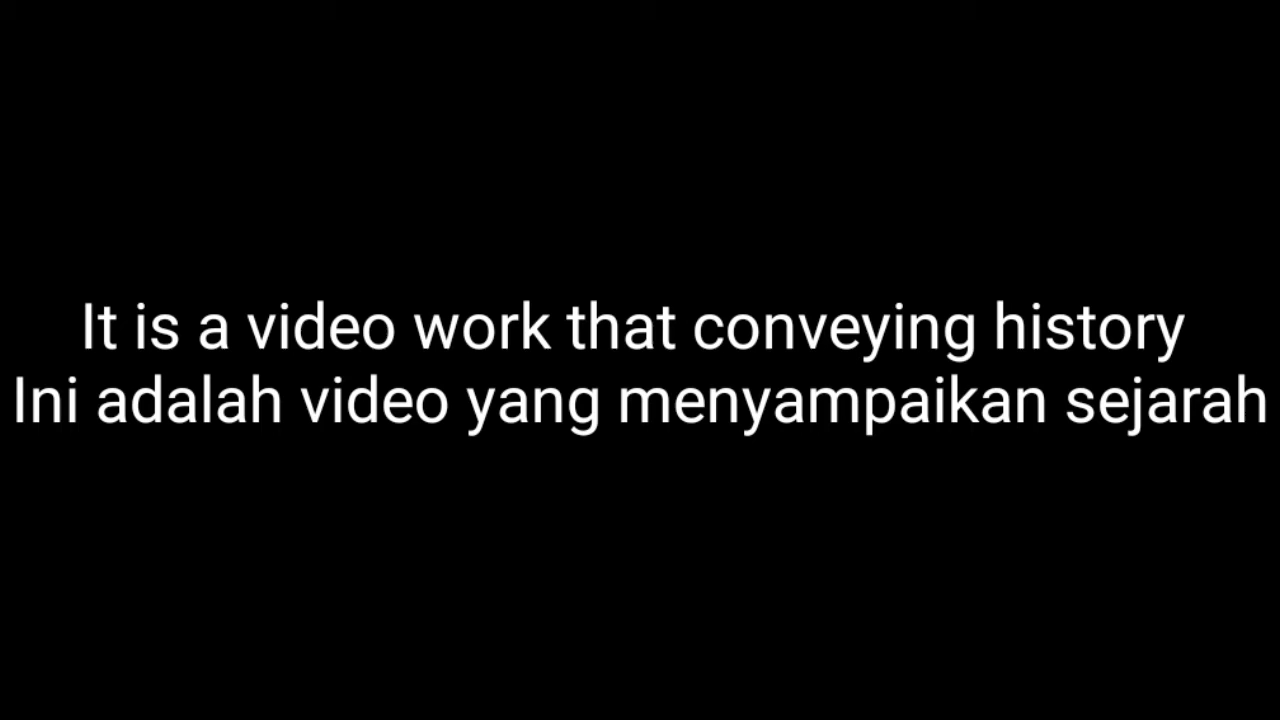 It is a video work that conveying history
Ini adalah video yang menyampaikan sejarah